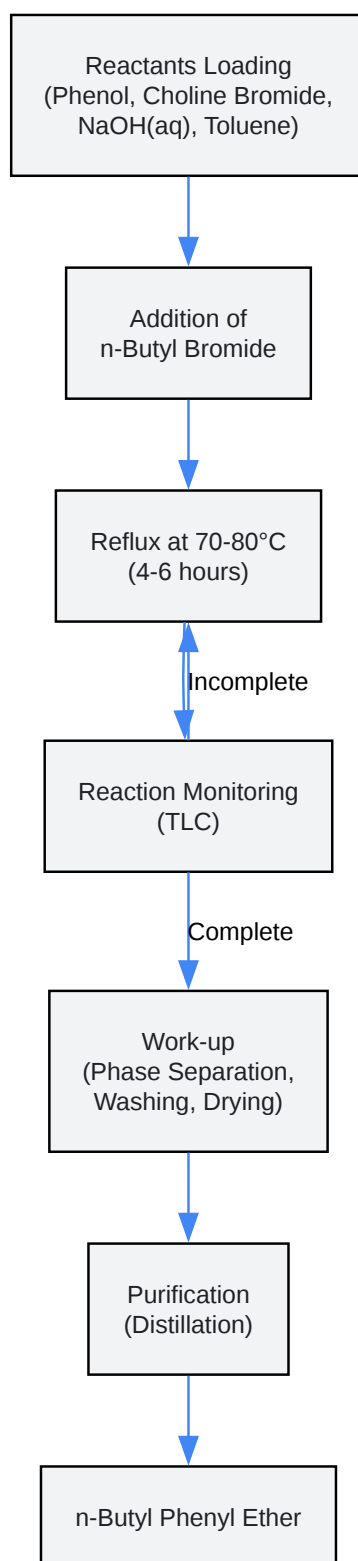 Reactants Loading
(Phenol, Choline Bromide,
NaOH(aq), Toluene)
Addition of
n-Butyl Bromide
Reflux at 70-80°C
(4-6 hours)
Incomplete
Reaction Monitoring
(TLC)
Complete
Work-up
(Phase Separation,
Washing, Drying)
Purification
(Distillation)
n-Butyl Phenyl Ether